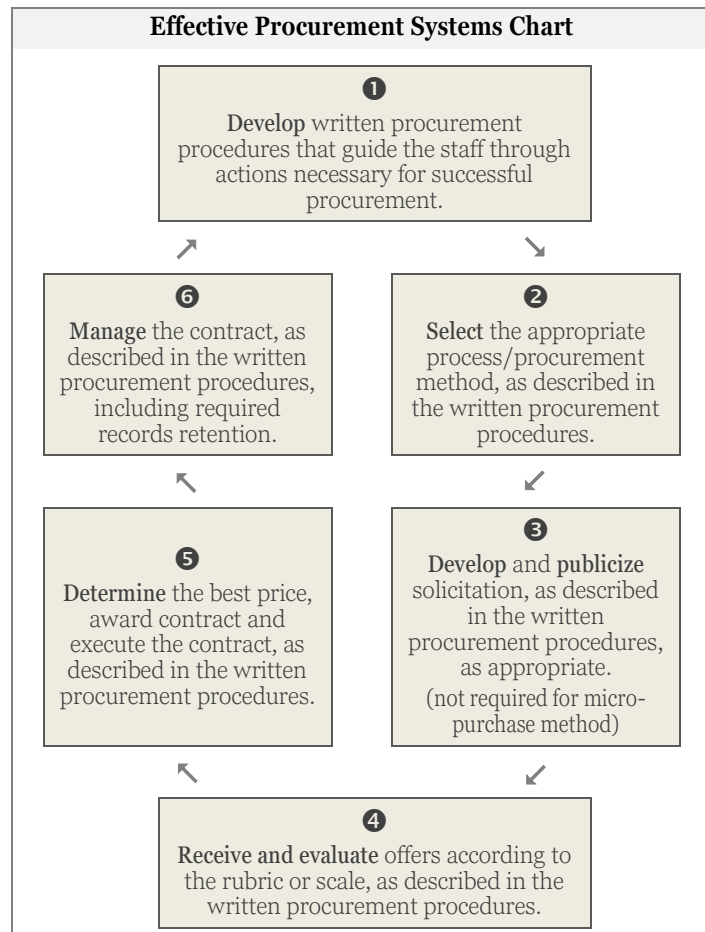 Effective Procurement Systems Chart
❶
Develop written procurement
procedures that guide the staff through
actions necessary for successful
procurement.
❷
Select the appropriate
process/procurement
method, as described in
the written procurement
procedures.
❸
Develop and publicize
solicitation, as described
in the written
procurement procedures,
as appropriate.
(not required for micro-
purchase method)
❹
Receive and evaluate offers according to
the rubric or scale, as described in the
written procurement procedures.
❺
Determine the best price,
award contract and
execute the contract, as
described in the written
procurement procedures.
❻
Manage the contract, as
described in the written
procurement procedures,
including required
records retention.